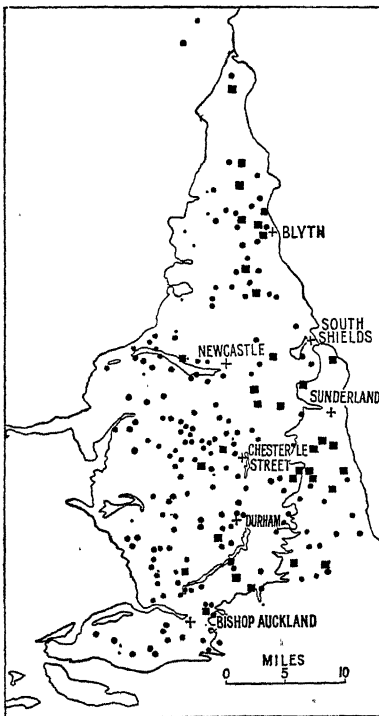 BLYTH
SOUTH
SHIELDS
NEWCASTLE
SUNDERLAND
CHESTER LE
STREET
DURHAM
BISHOP AUCKLAND
MILES
0 5 10